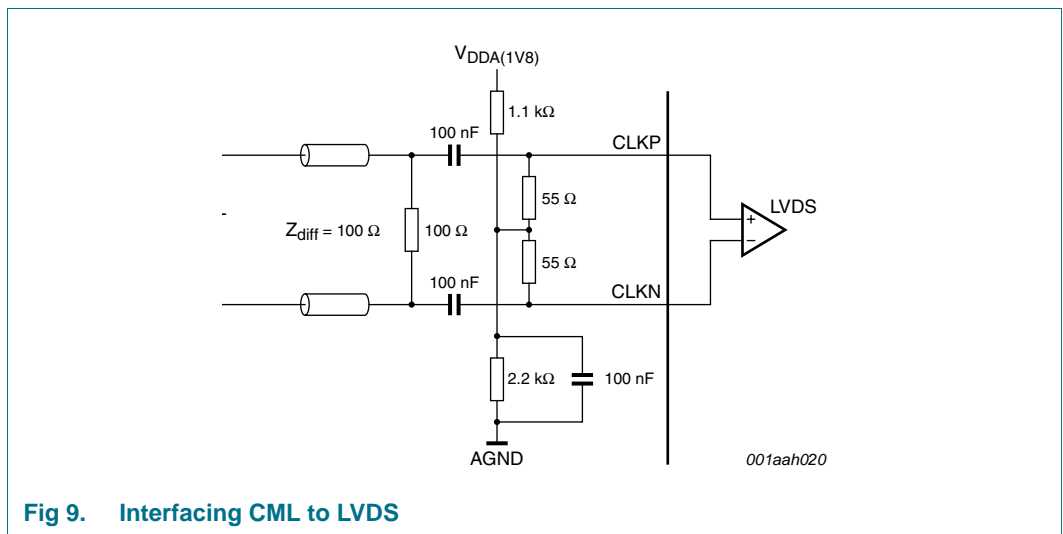 VDDA(1V8)
1.1 kΩ
100 nF
CLKP
55 Ω
LVDS
+
Zdiff = 100 Ω
100 Ω
−
55 Ω
100 nF
CLKN
2.2 kΩ
100 nF
AGND
001aah020
Fig 9. Interfacing CML to LVDS